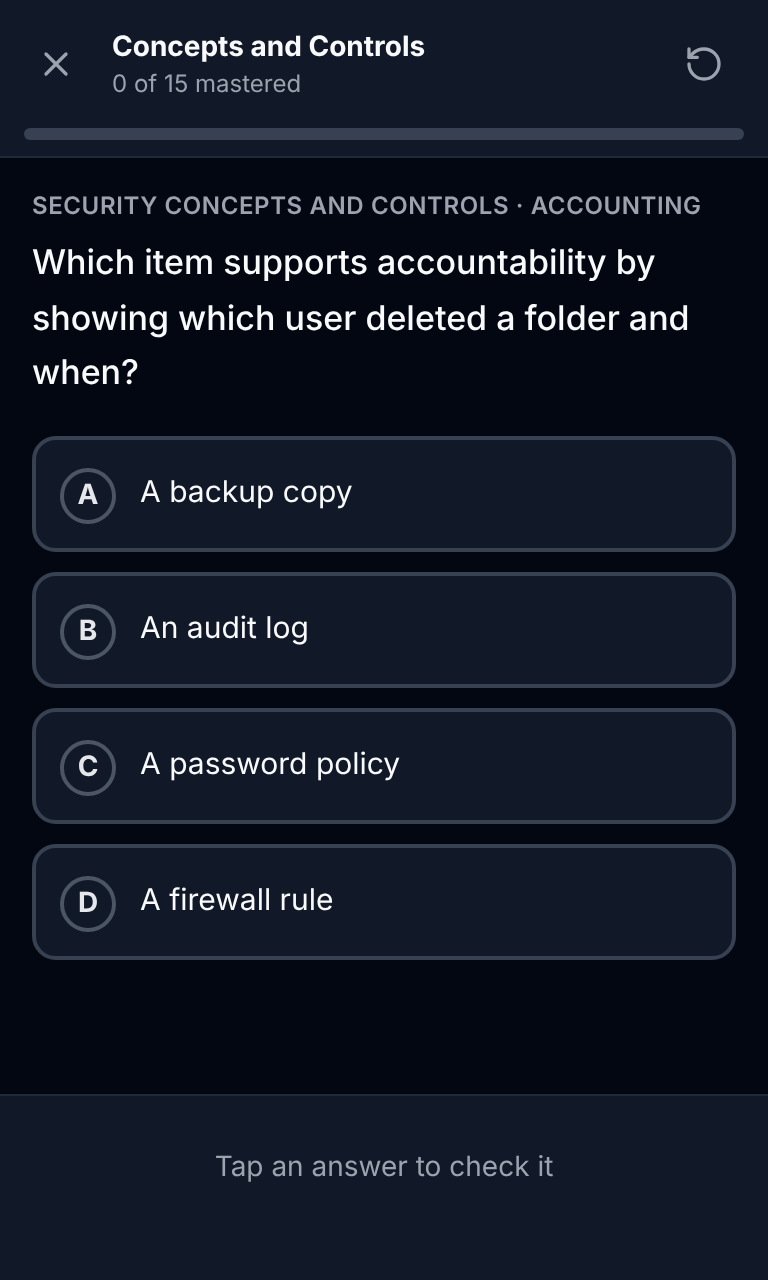 Concepts and Controls
0 of 15 mastered
SECURITY CONCEPTS AND CONTROLS · ACCOUNTING
Which item supports accountability by
showing which user deleted a folder and
when?
A A backup copy
B An audit log
C A password policy
D A firewall rule
Tap an answer to check it